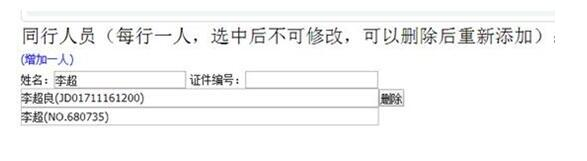 同行人员（每行一人，选中后不可修改，可以删除后重新添加）：
(增加一人)
姓名：李超 证件编号：
李超良(JD01711161200) 删除
李超(NO.680735)